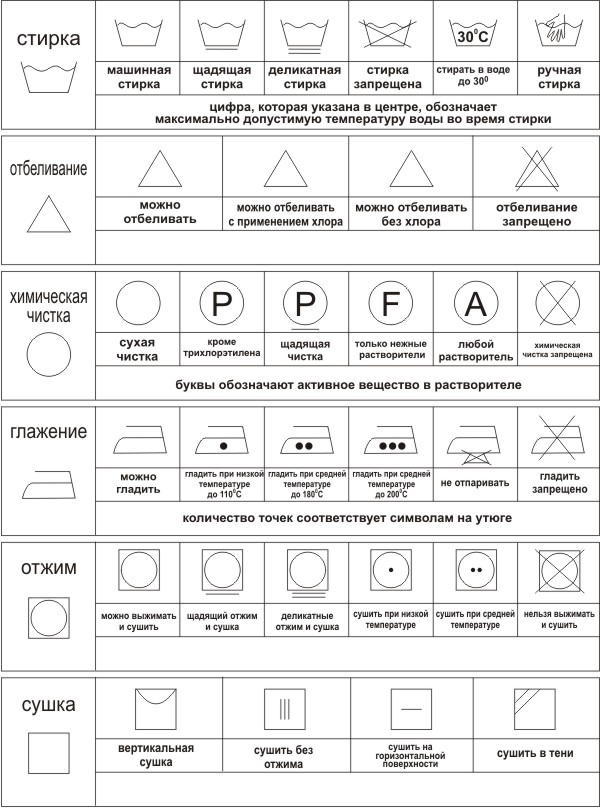 стирка
машинная
стирка
щадящая
стирка
деликатная
стирка
стирка
запрещена
30°C
стирать в воде
до 30⁰
ручная
стирка
цифра, которая указана в центре, обозначает
максимально допустимую температуру воды во время стирки
отбеливание
можно
отбеливать
можно отбеливать
с применением хлора
можно отбеливать
без хлора
отбеливание
запрещено
химическая
чистка
сухая
чистка
P
кроме
трихлорэтилена
P
щадящая
чистка
F
только нежные
растворители
A
любой
растворитель
химическая
чистка запрещена
буквы обозначают активное вещество в растворителе
глажение
можно
гладить
гладить при низкой
температуре
до 110°C
гладить при средней
температуре
до 180°C
гладить при средней
температуре
до 200°C
не отпаривать
гладить
запрещено
количество точек соответствует символам на утюге
отжим
можно выжимать
и сушить
щадящий отжим
и сушка
деликатные
отжим и сушка
сушить при низкой
температуре
сушить при средней
температуре
нельзя выжимать
и сушить
сушка
вертикальная
сушка
сушить без
отжима
сушить на
горизонтальной
поверхности
сушить в тени